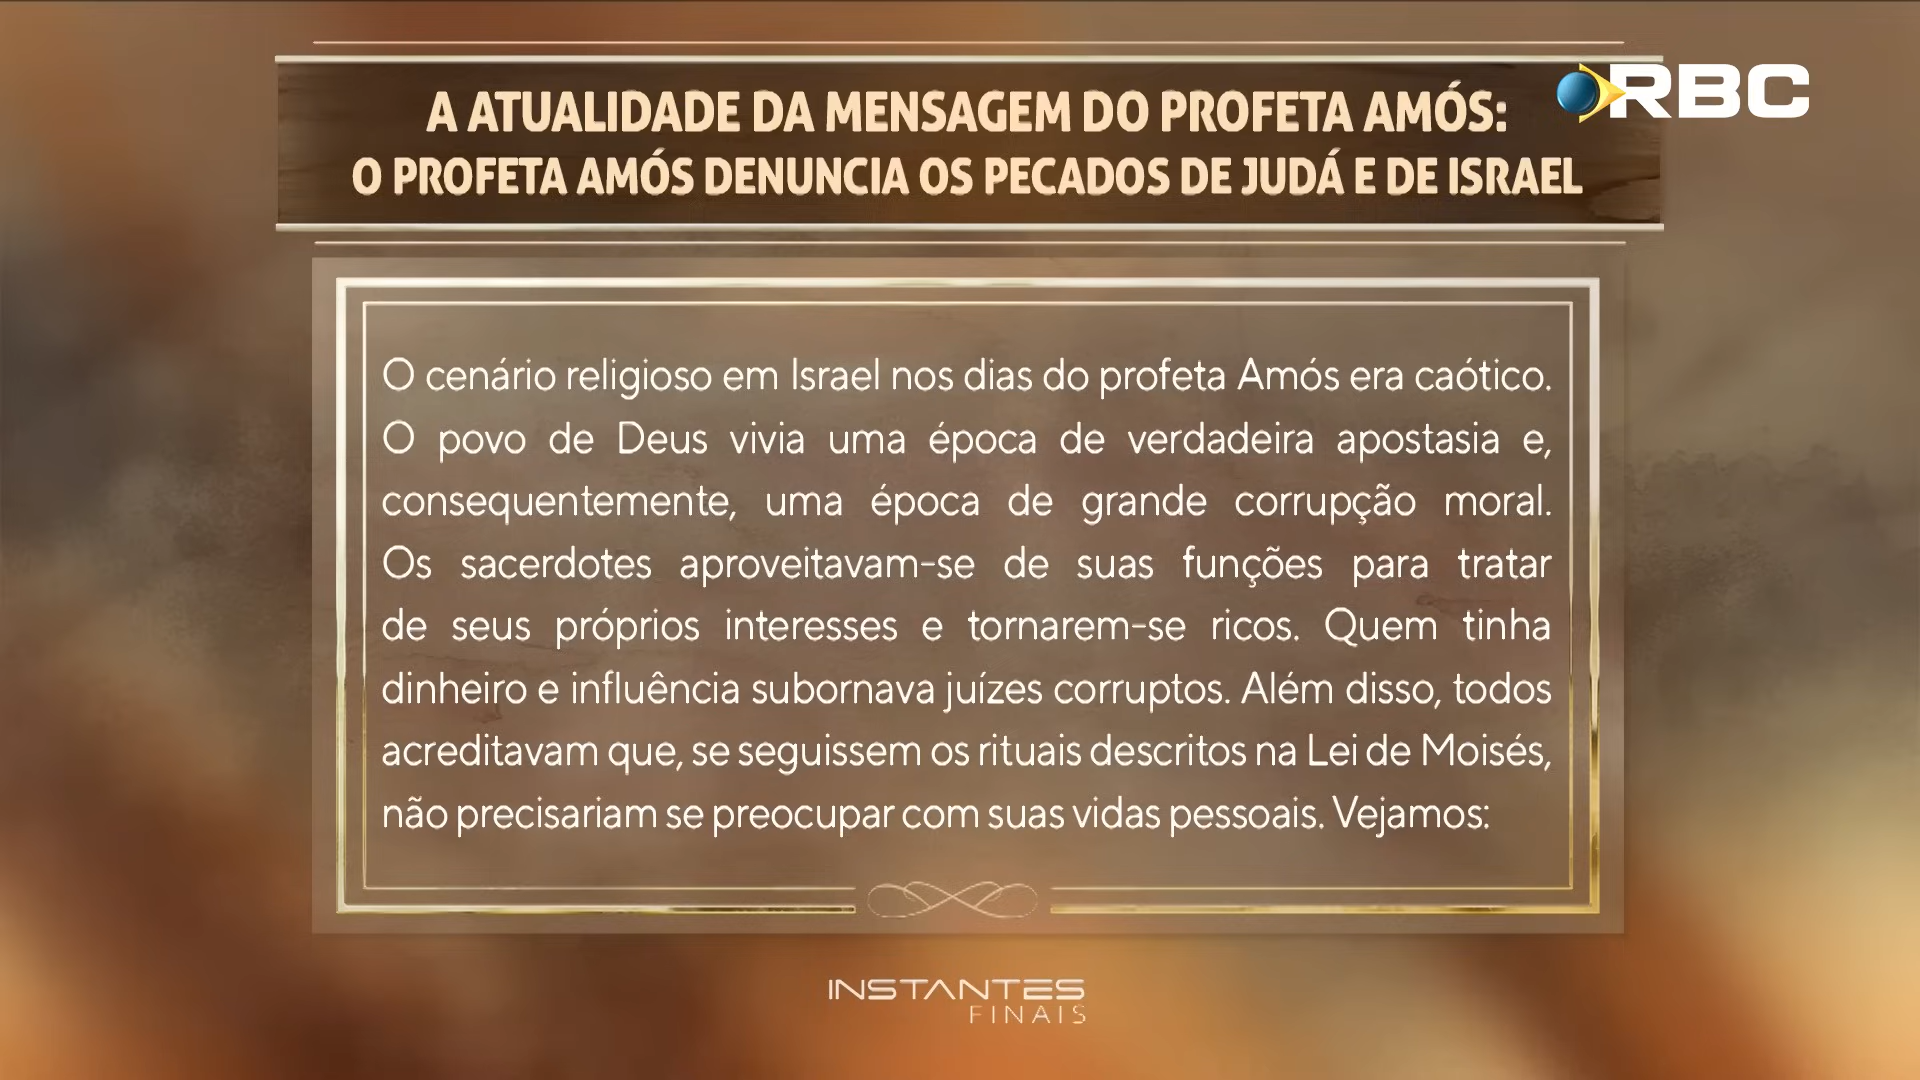 A ATUALIDADE DA MENSAGEM DO PROFETA AMÓS:
O PROFETA AMÓS DENUNCIA OS PECADOS DE JUDÁ E DE ISRAEL
RBC
O cenário religioso em Israel nos dias do profeta Amós era caótico.
O povo de Deus vivia uma época de verdadeira apostasia e,
consequentemente, uma época de grande corrupção moral.
Os sacerdotes aproveitavam-se de suas funções para tratar
de seus próprios interesses e tornarem-se ricos. Quem tinha
dinheiro e influência subornava juízes corruptos. Além disso, todos
acreditavam que, se seguissem os rituais descritos na Lei de Moisés,
não precisariam se preocupar com suas vidas pessoais. Vejamos:
INSTANTES
FINAIS